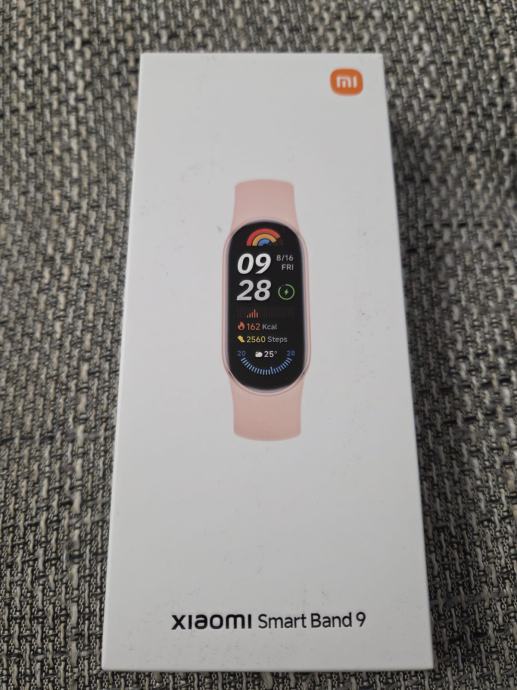 mi
09 8/16
FRI
28
162 Kcal
2560 Steps
20 25° 28
xiaomi Smart Band 9